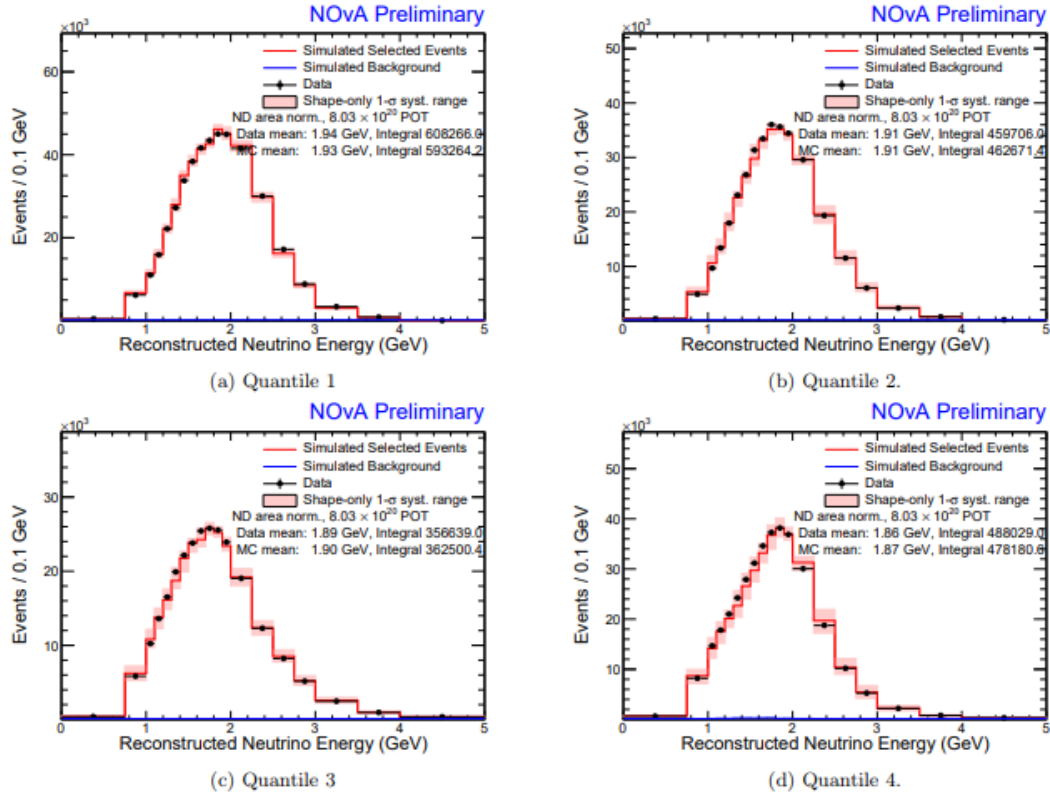 NOvA Preliminary
×10³
60
40
20
Events / 0.1 GeV
Simulated Selected Events
Simulated Background
Data
Shape-only 1-σ syst. range
ND area norm., 8.03 × 10²⁰ POT
Data mean: 1.94 GeV, Integral 608266.0
MC mean: 1.93 GeV, Integral 593264.2
0 1 2 3 4 5
Reconstructed Neutrino Energy (GeV)
(a) Quantile 1
NOvA Preliminary
×10³
50
40
30
20
10
Events / 0.1 GeV
Simulated Selected Events
Simulated Background
Data
Shape-only 1-σ syst. range
ND area norm., 8.03 × 10²⁰ POT
Data mean: 1.91 GeV, Integral 459706.0
MC mean: 1.91 GeV, Integral 462671.4
0 1 2 3 4 5
Reconstructed Neutrino Energy (GeV)
(b) Quantile 2.
NOvA Preliminary
×10³
30
20
10
Events / 0.1 GeV
Simulated Selected Events
Simulated Background
Data
Shape-only 1-σ syst. range
ND area norm., 8.03 × 10²⁰ POT
Data mean: 1.89 GeV, Integral 356639.0
MC mean: 1.90 GeV, Integral 362500.4
0 1 2 3 4 5
Reconstructed Neutrino Energy (GeV)
(c) Quantile 3
NOvA Preliminary
×10³
50
40
30
20
10
Events / 0.1 GeV
Simulated Selected Events
Simulated Background
Data
Shape-only 1-σ syst. range
ND area norm., 8.03 × 10²⁰ POT
Data mean: 1.86 GeV, Integral 488029.0
MC mean: 1.87 GeV, Integral
0 1 2 3 4 5
Reconstructed Neutrino Energy (GeV)
(d) Quantile 4.